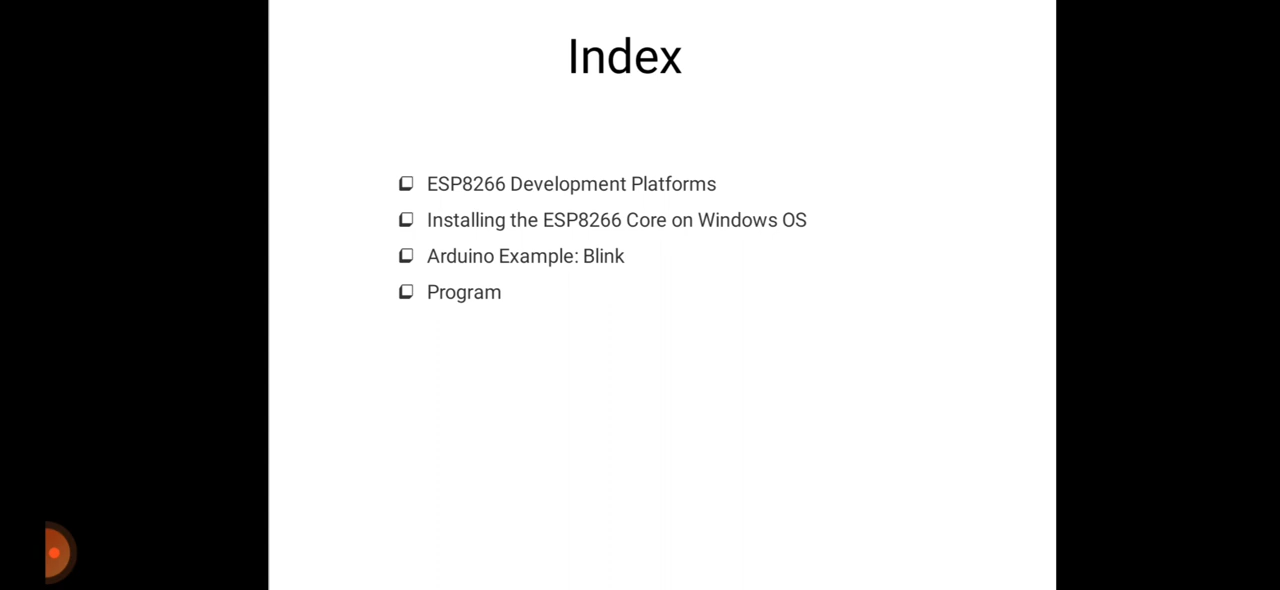 Index
ESP8266 Development Platforms
Installing the ESP8266 Core on Windows OS
Arduino Example: Blink
Program